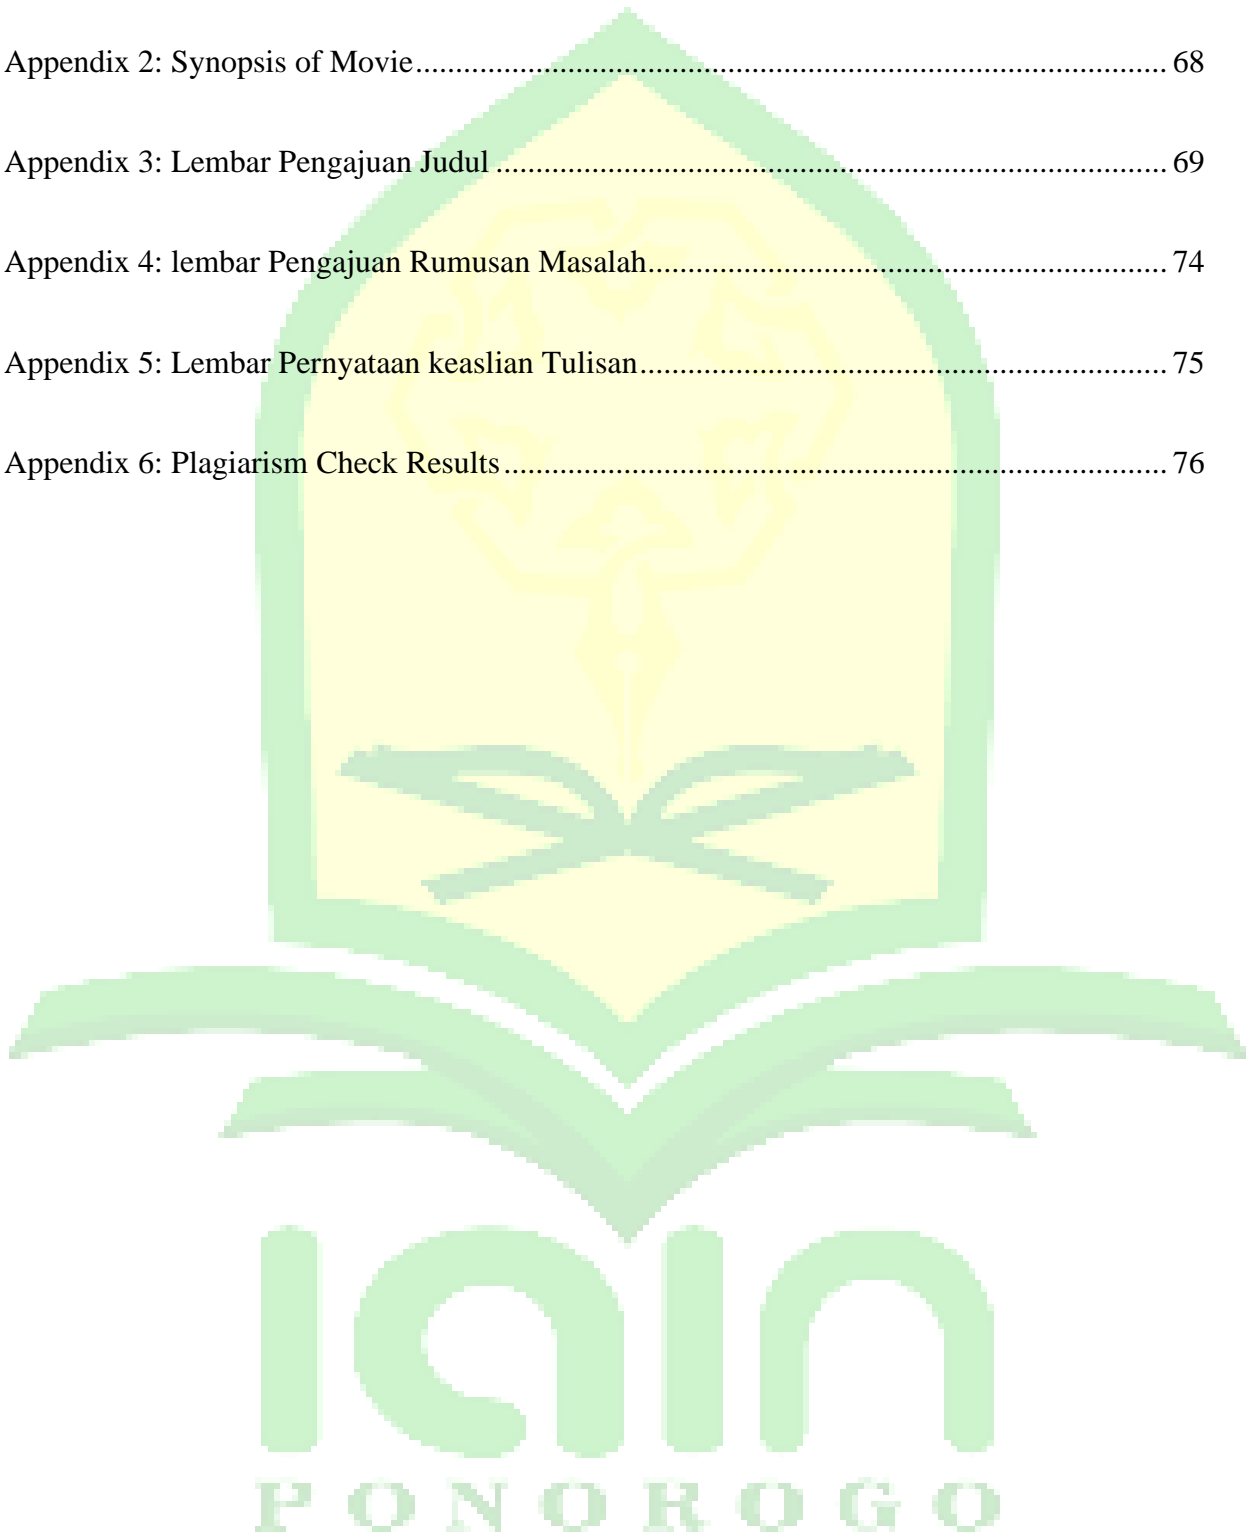 Appendix 2: Synopsis of Movie.............................................................................................. 68
Appendix 3: Lembar Pengajuan Judul .................................................................................... 69
Appendix 4: lembar Pengajuan Rumusan Masalah................................................................. 74
Appendix 5: Lembar Pernyataan keaslian Tulisan.................................................................. 75
Appendix 6: Plagiarism Check Results ................................................................................... 76
iain
PONOROGO